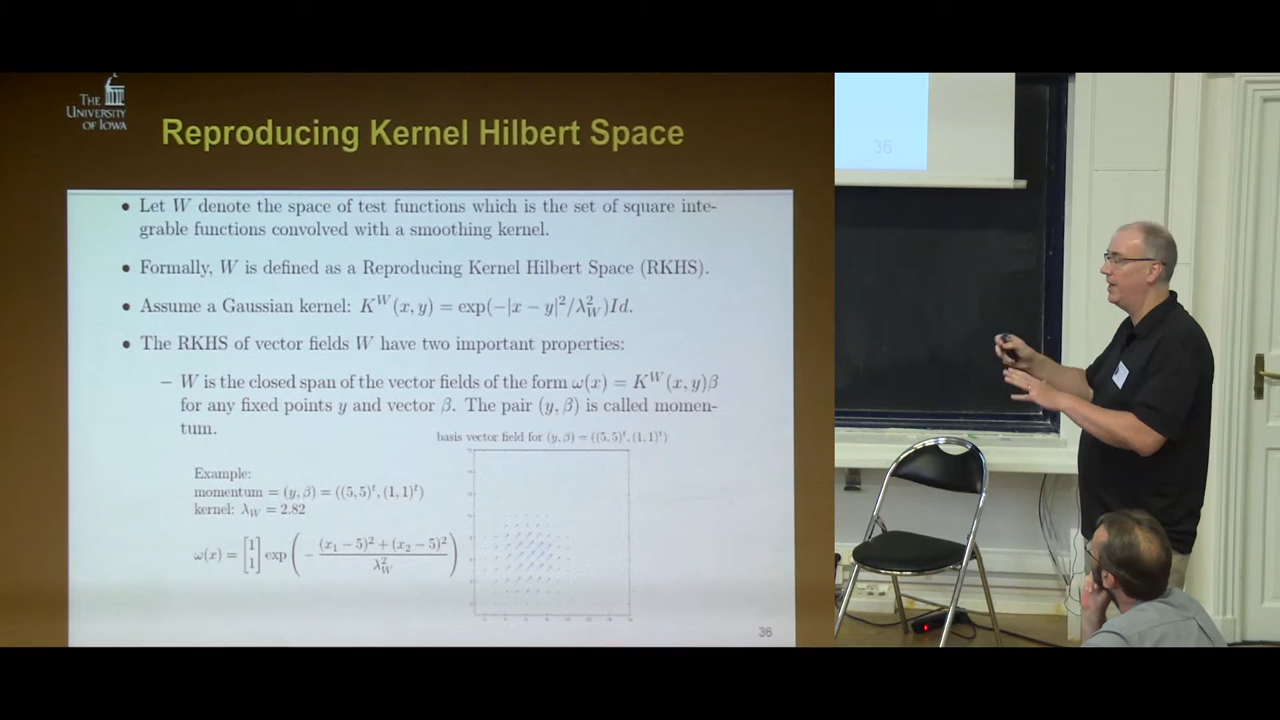 THE
UNIVERSITY
OF IOWA
Reproducing Kernel Hilbert Space
• Let W denote the space of test functions which is the set of square inte-
grable functions convolved with a smoothing kernel.
• Formally, W is defined as a Reproducing Kernel Hilbert Space (RKHS).
• Assume a Gaussian kernel: K^W(x, y) = exp(−|x − y|²/λ²_W)Id.
• The RKHS of vector fields W have two important properties:
– W is the closed span of the vector fields of the form ω(x) = K^W(x, y)β
for any fixed points y and vector β. The pair (y, β) is called momen-
tum.
basis vector field for (y, β) = ((5, 5)^t, (1, 1)^t)
Example:
momentum = (y, β) = ((5, 5)^t, (1, 1)^t)
kernel: λ_W = 2.82
ω(x) = [1 1] exp ( − (x₁ − 5)² + (x₂ − 5)² / λ²_W )
36
36